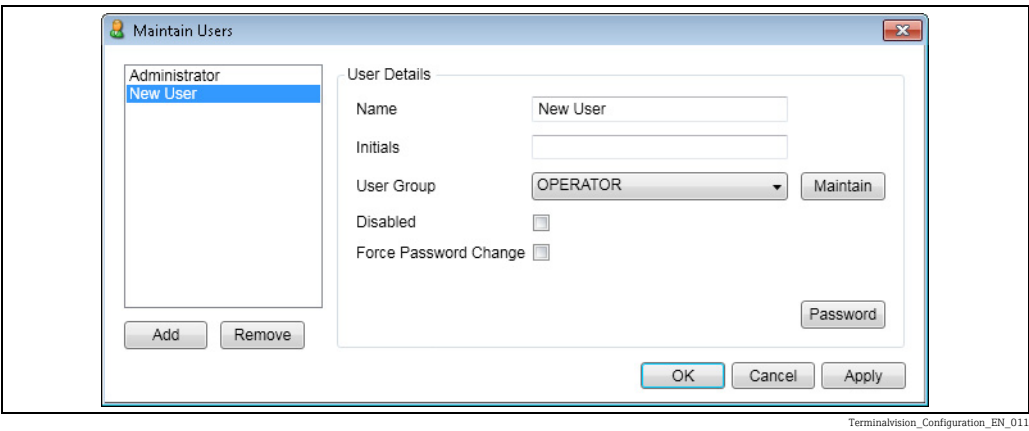 Maintain Users
Administrator
New User
User Details
Name
New User
Initials
User Group
OPERATOR
Maintain
Disabled
Force Password Change
Password
Add
Remove
OK
Cancel
Apply
Terminalvision_Configuration_EN_011